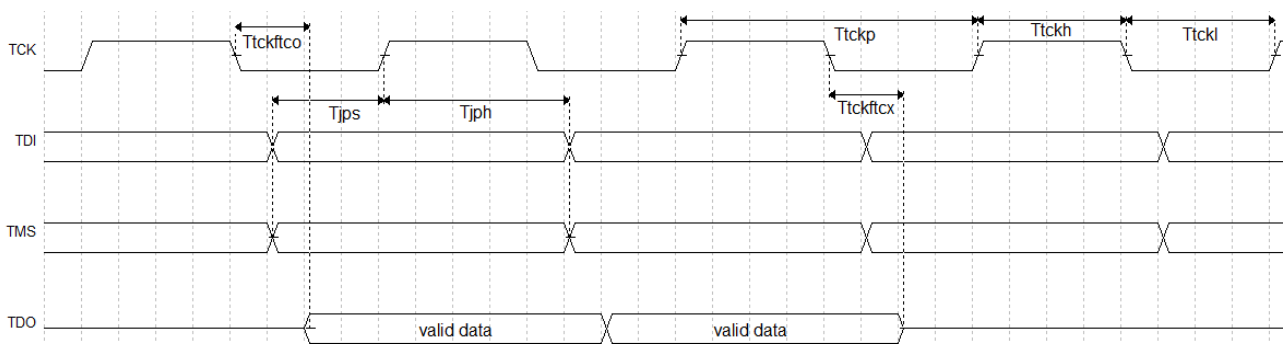 TCK
Ttckftco
Ttckp
Ttckh
Ttckl
Tjps
Tjph
Ttckftcx
TDI
TMS
TDO
valid data
valid data